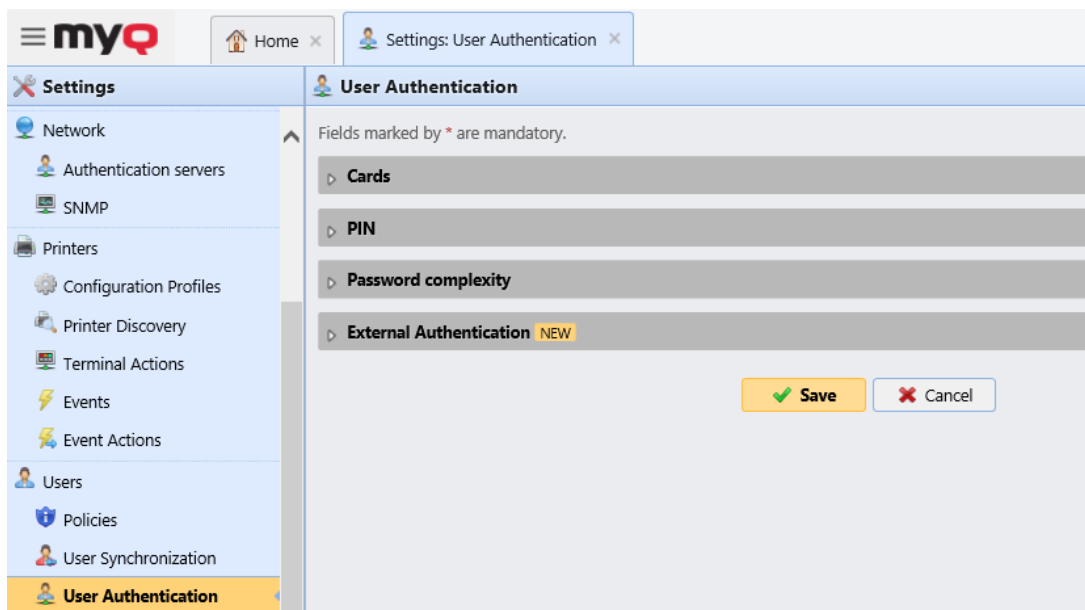 myQ
Home
Settings: User Authentication
Settings
Network
Authentication servers
SNMP
Printers
Configuration Profiles
Printer Discovery
Terminal Actions
Events
Event Actions
Users
Policies
User Synchronization
User Authentication
User Authentication
Fields marked by * are mandatory.
Cards
PIN
Password complexity
External Authentication NEW
Save
Cancel